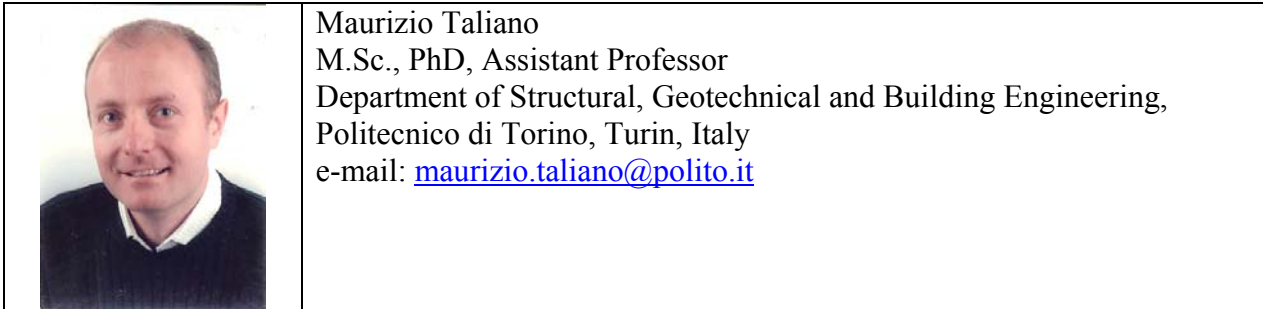 Maurizio Taliano
M.Sc., PhD, Assistant Professor
Department of Structural, Geotechnical and Building Engineering,
Politecnico di Torino, Turin, Italy
e-mail: maurizio.taliano@polito.it